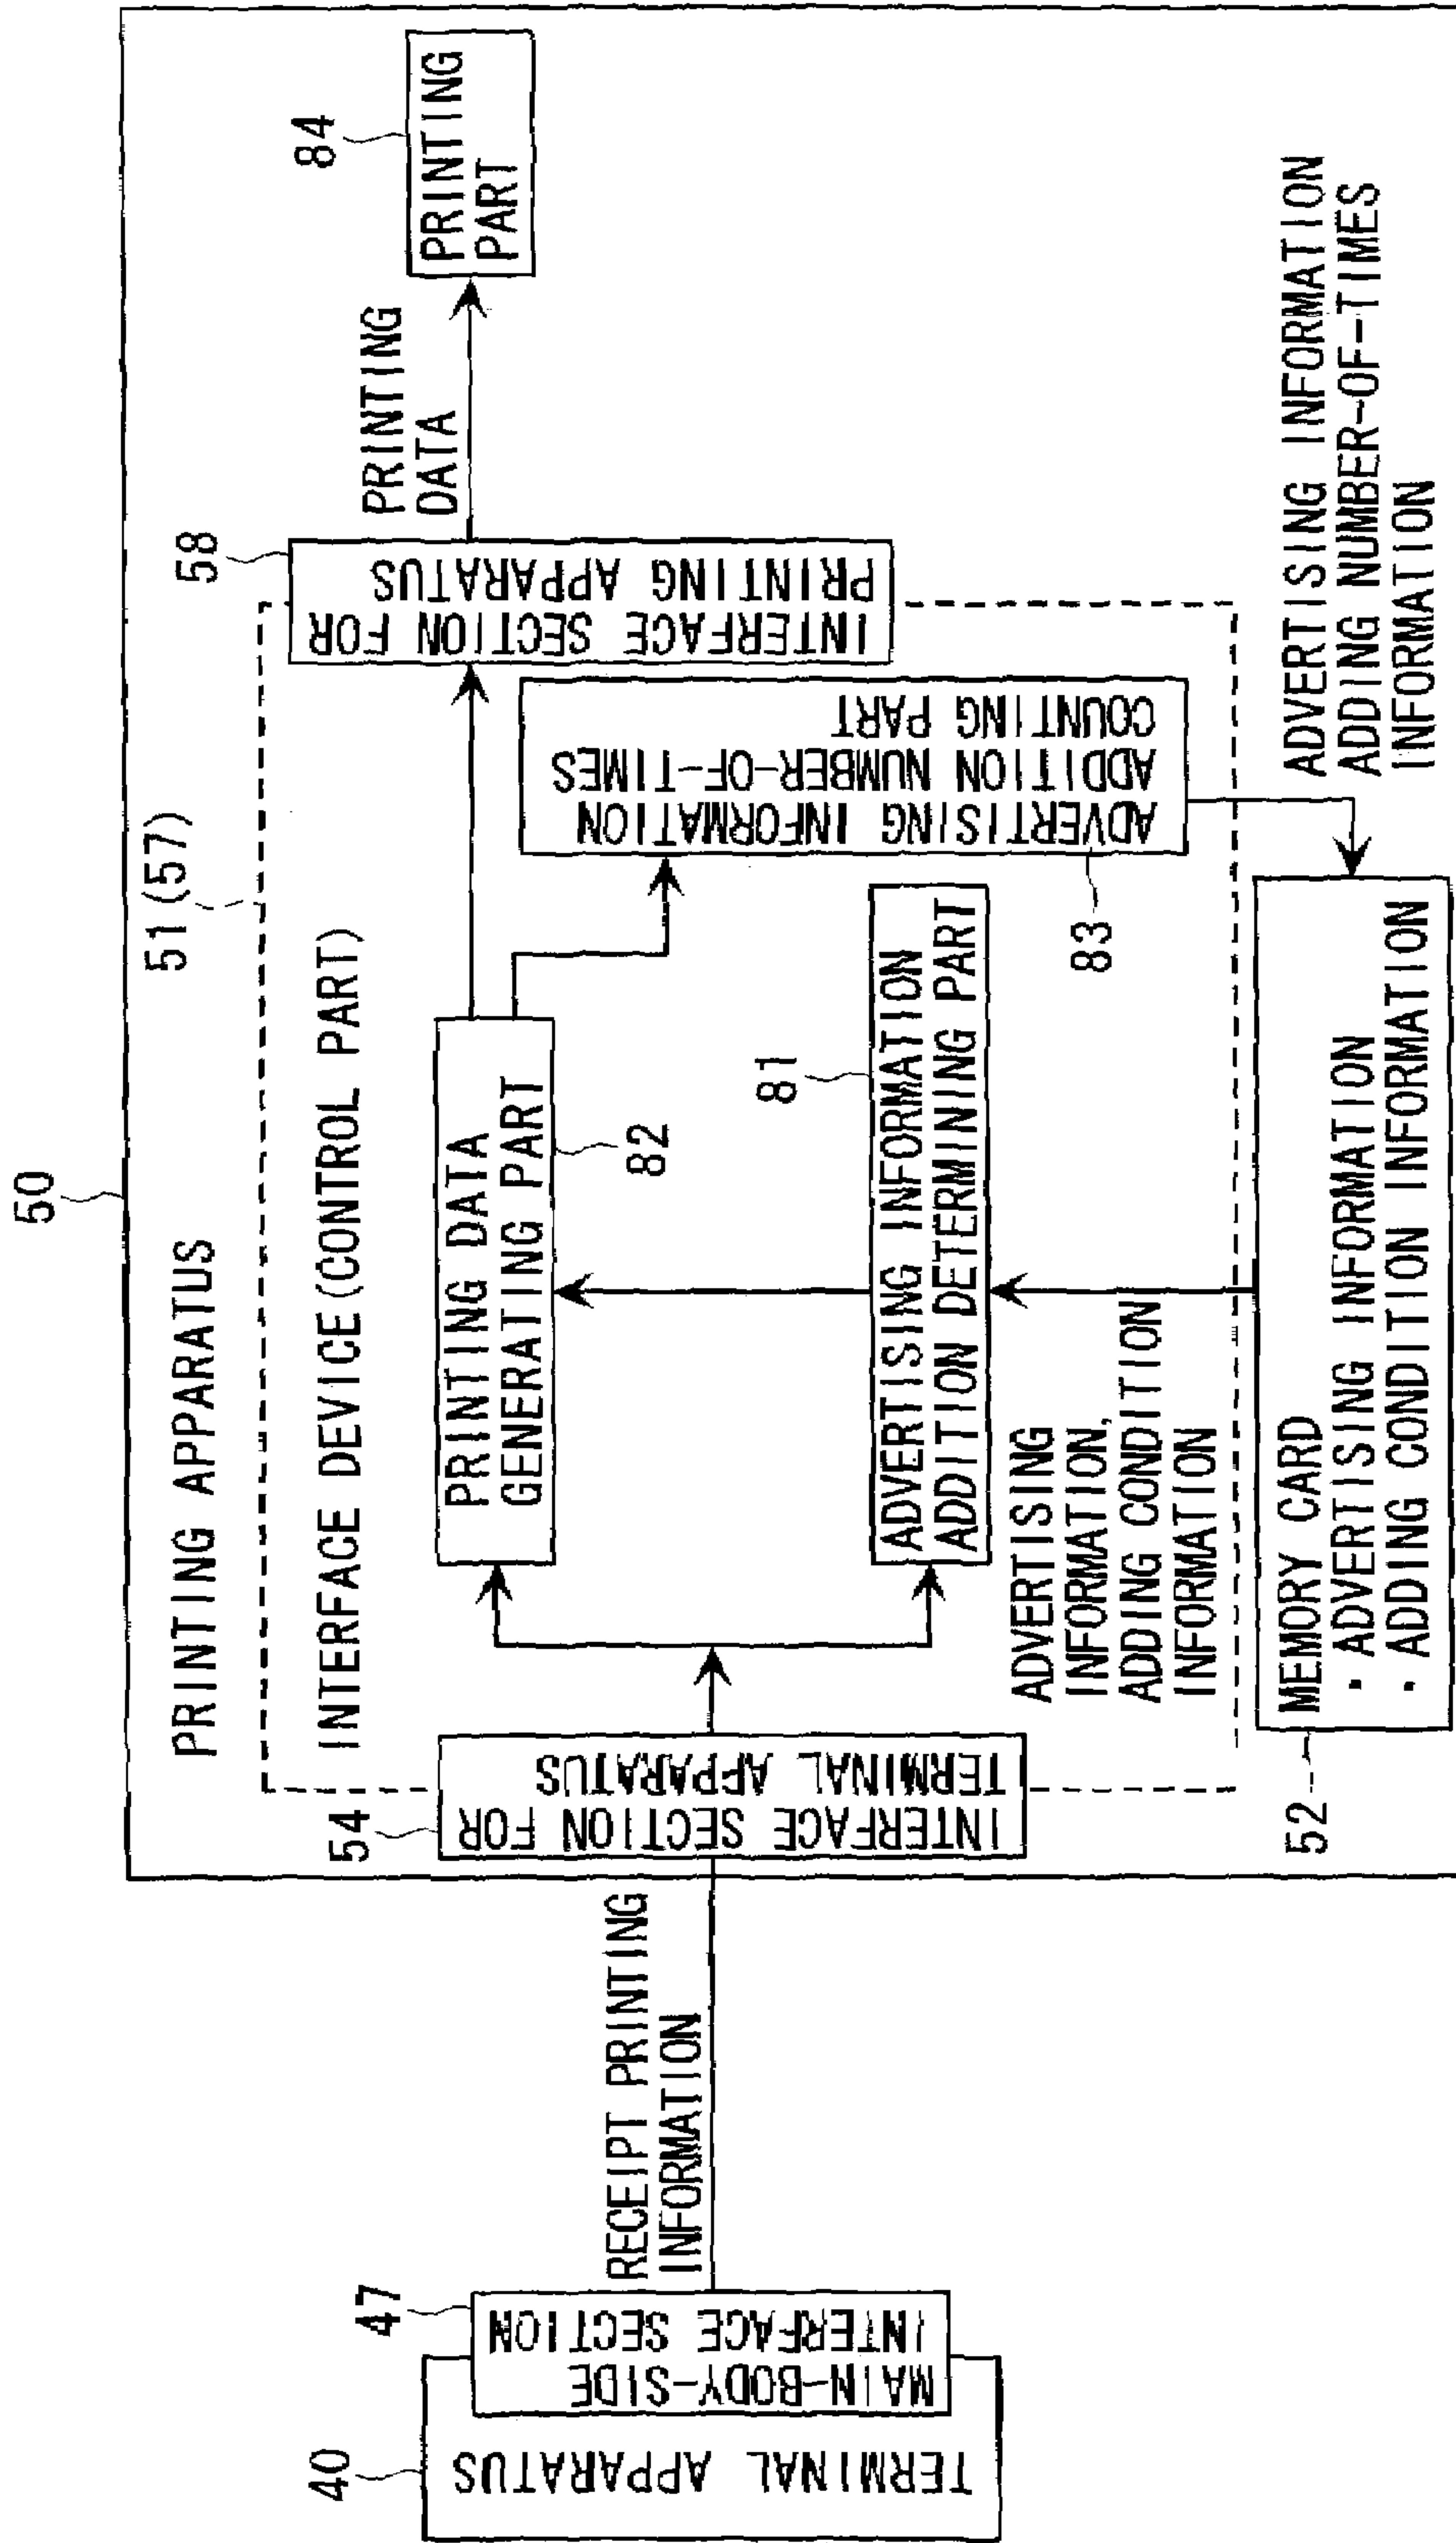 50
PRINTING APPARATUS
51(57)
INTERFACE DEVICE(CONTROL PART)
40
TERMINAL APPARATUS
47
MAIN-BODY-SIDE
INTERFACE SECTION
RECEIPT PRINTING
INFORMATION
54
INTERFACE SECTION FOR
TERMINAL APPARATUS
PRINTING DATA
GENERATING PART
82
81
ADVERTISING INFORMATION
ADDITION DETERMINING PART
ADVERTISING
INFORMATION,
ADDING CONDITION
INFORMATION
ADVERTISING INFORMATION
ADDITION NUMBER-OF-TIMES
COUNTING PART
83
58
INTERFACE SECTION FOR
PRINTING APPARATUS
PRINTING
DATA
84
PRINTING
PART
52
MEMORY CARD
・ADVERTISING INFORMATION
・ADDING CONDITION INFORMATION
ADVERTISING INFORMATION
ADDING NUMBER-OF-TIMES
INFORMATION